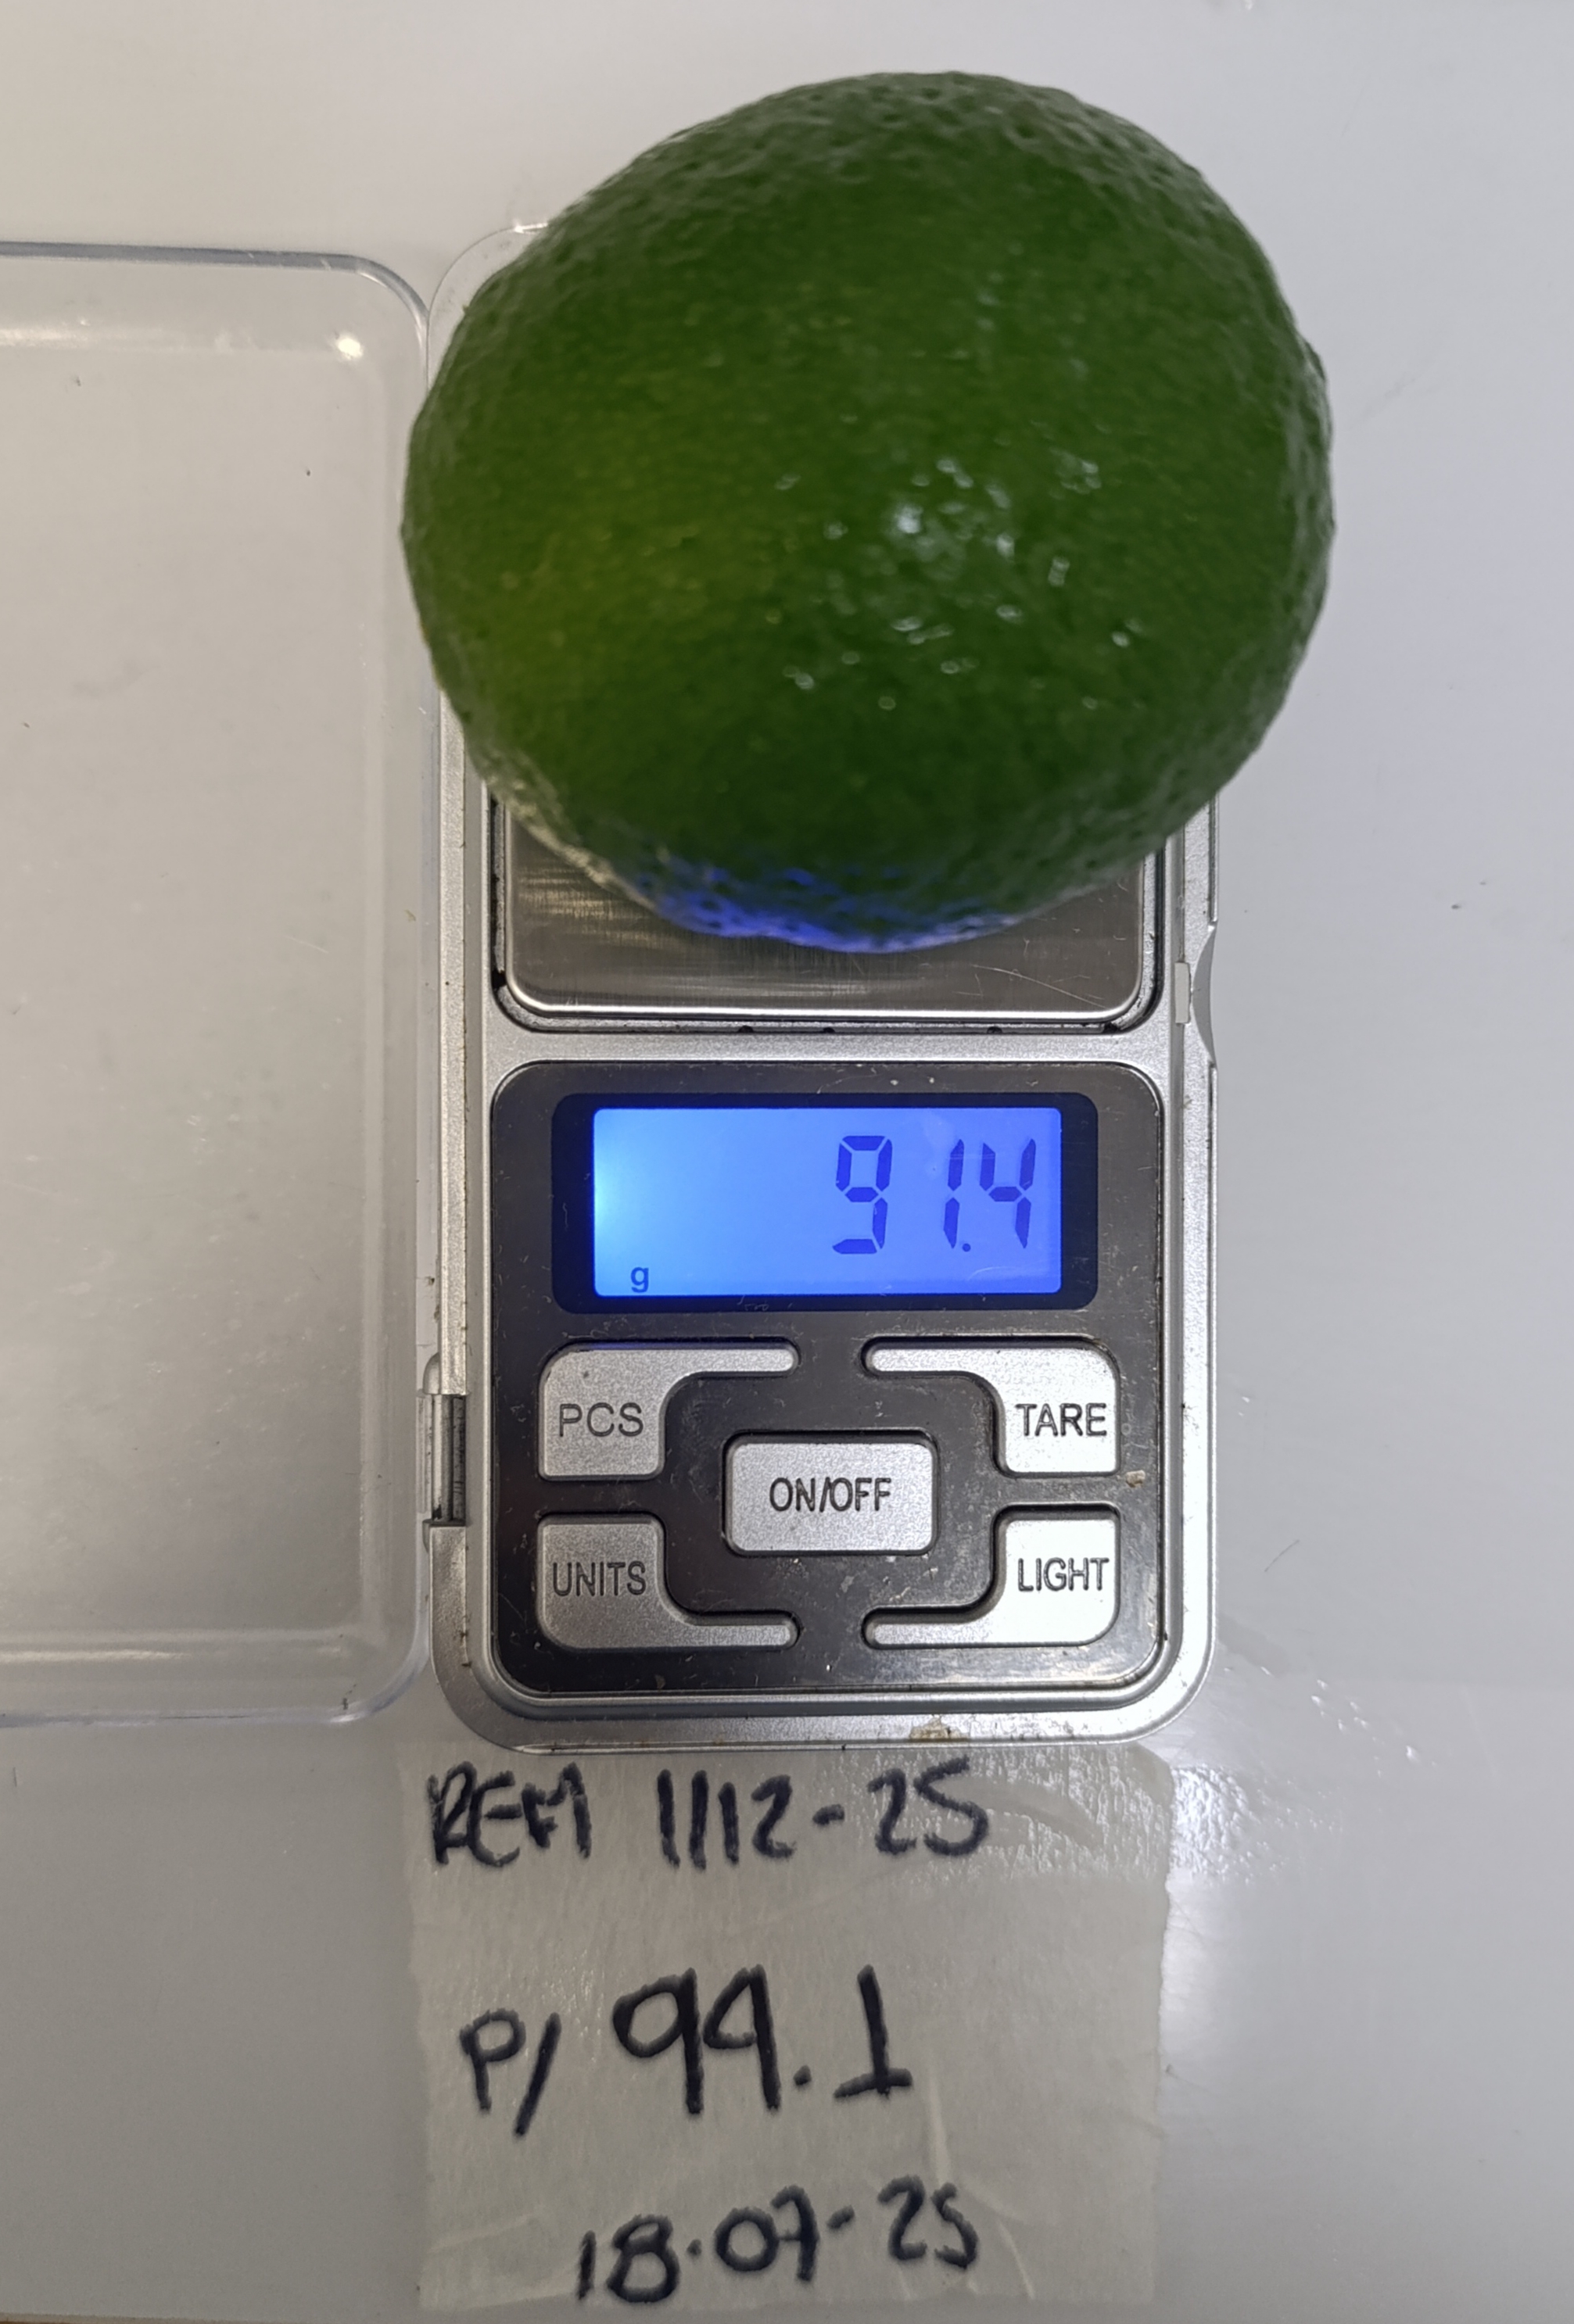 91.4
g
PCS
TARE
ON/OFF
UNITS
LIGHT
REM 1112-25
P/ 99.1
18-07-25